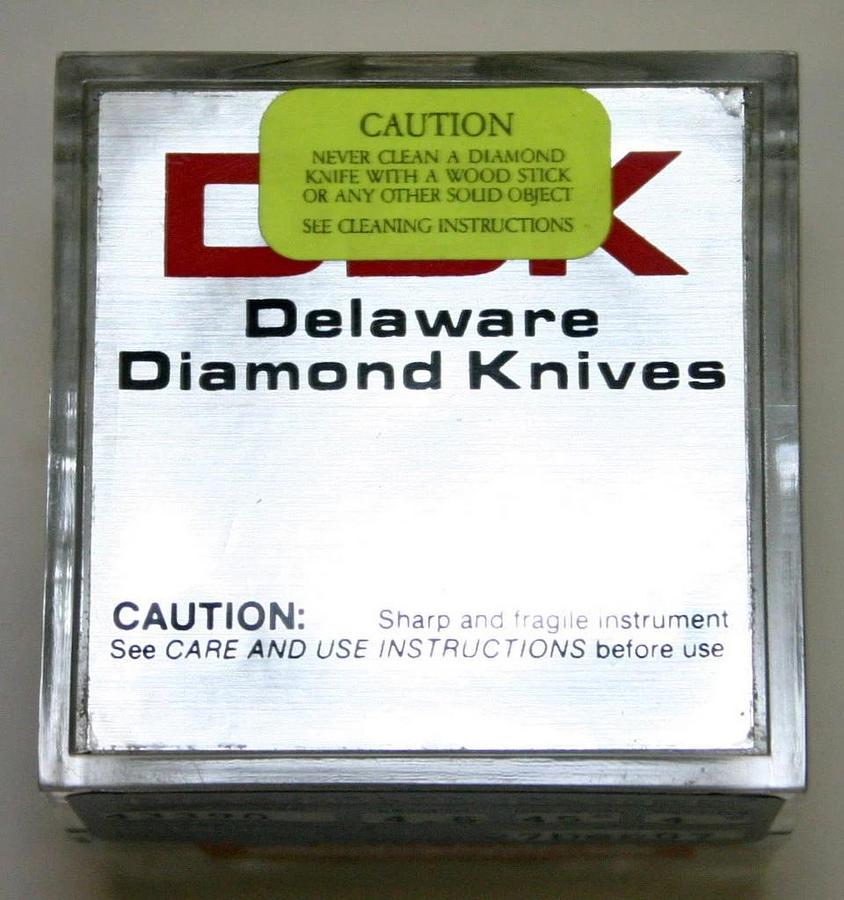 CAUTION
NEVER CLEAN A DIAMOND
KNIFE WITH A WOOD STICK
OR ANY OTHER SOLID OBJECT
SEE CLEANING INSTRUCTIONS
DDK
Delaware
Diamond Knives
CAUTION: Sharp and fragile instrument
See CARE AND USE INSTRUCTIONS before use